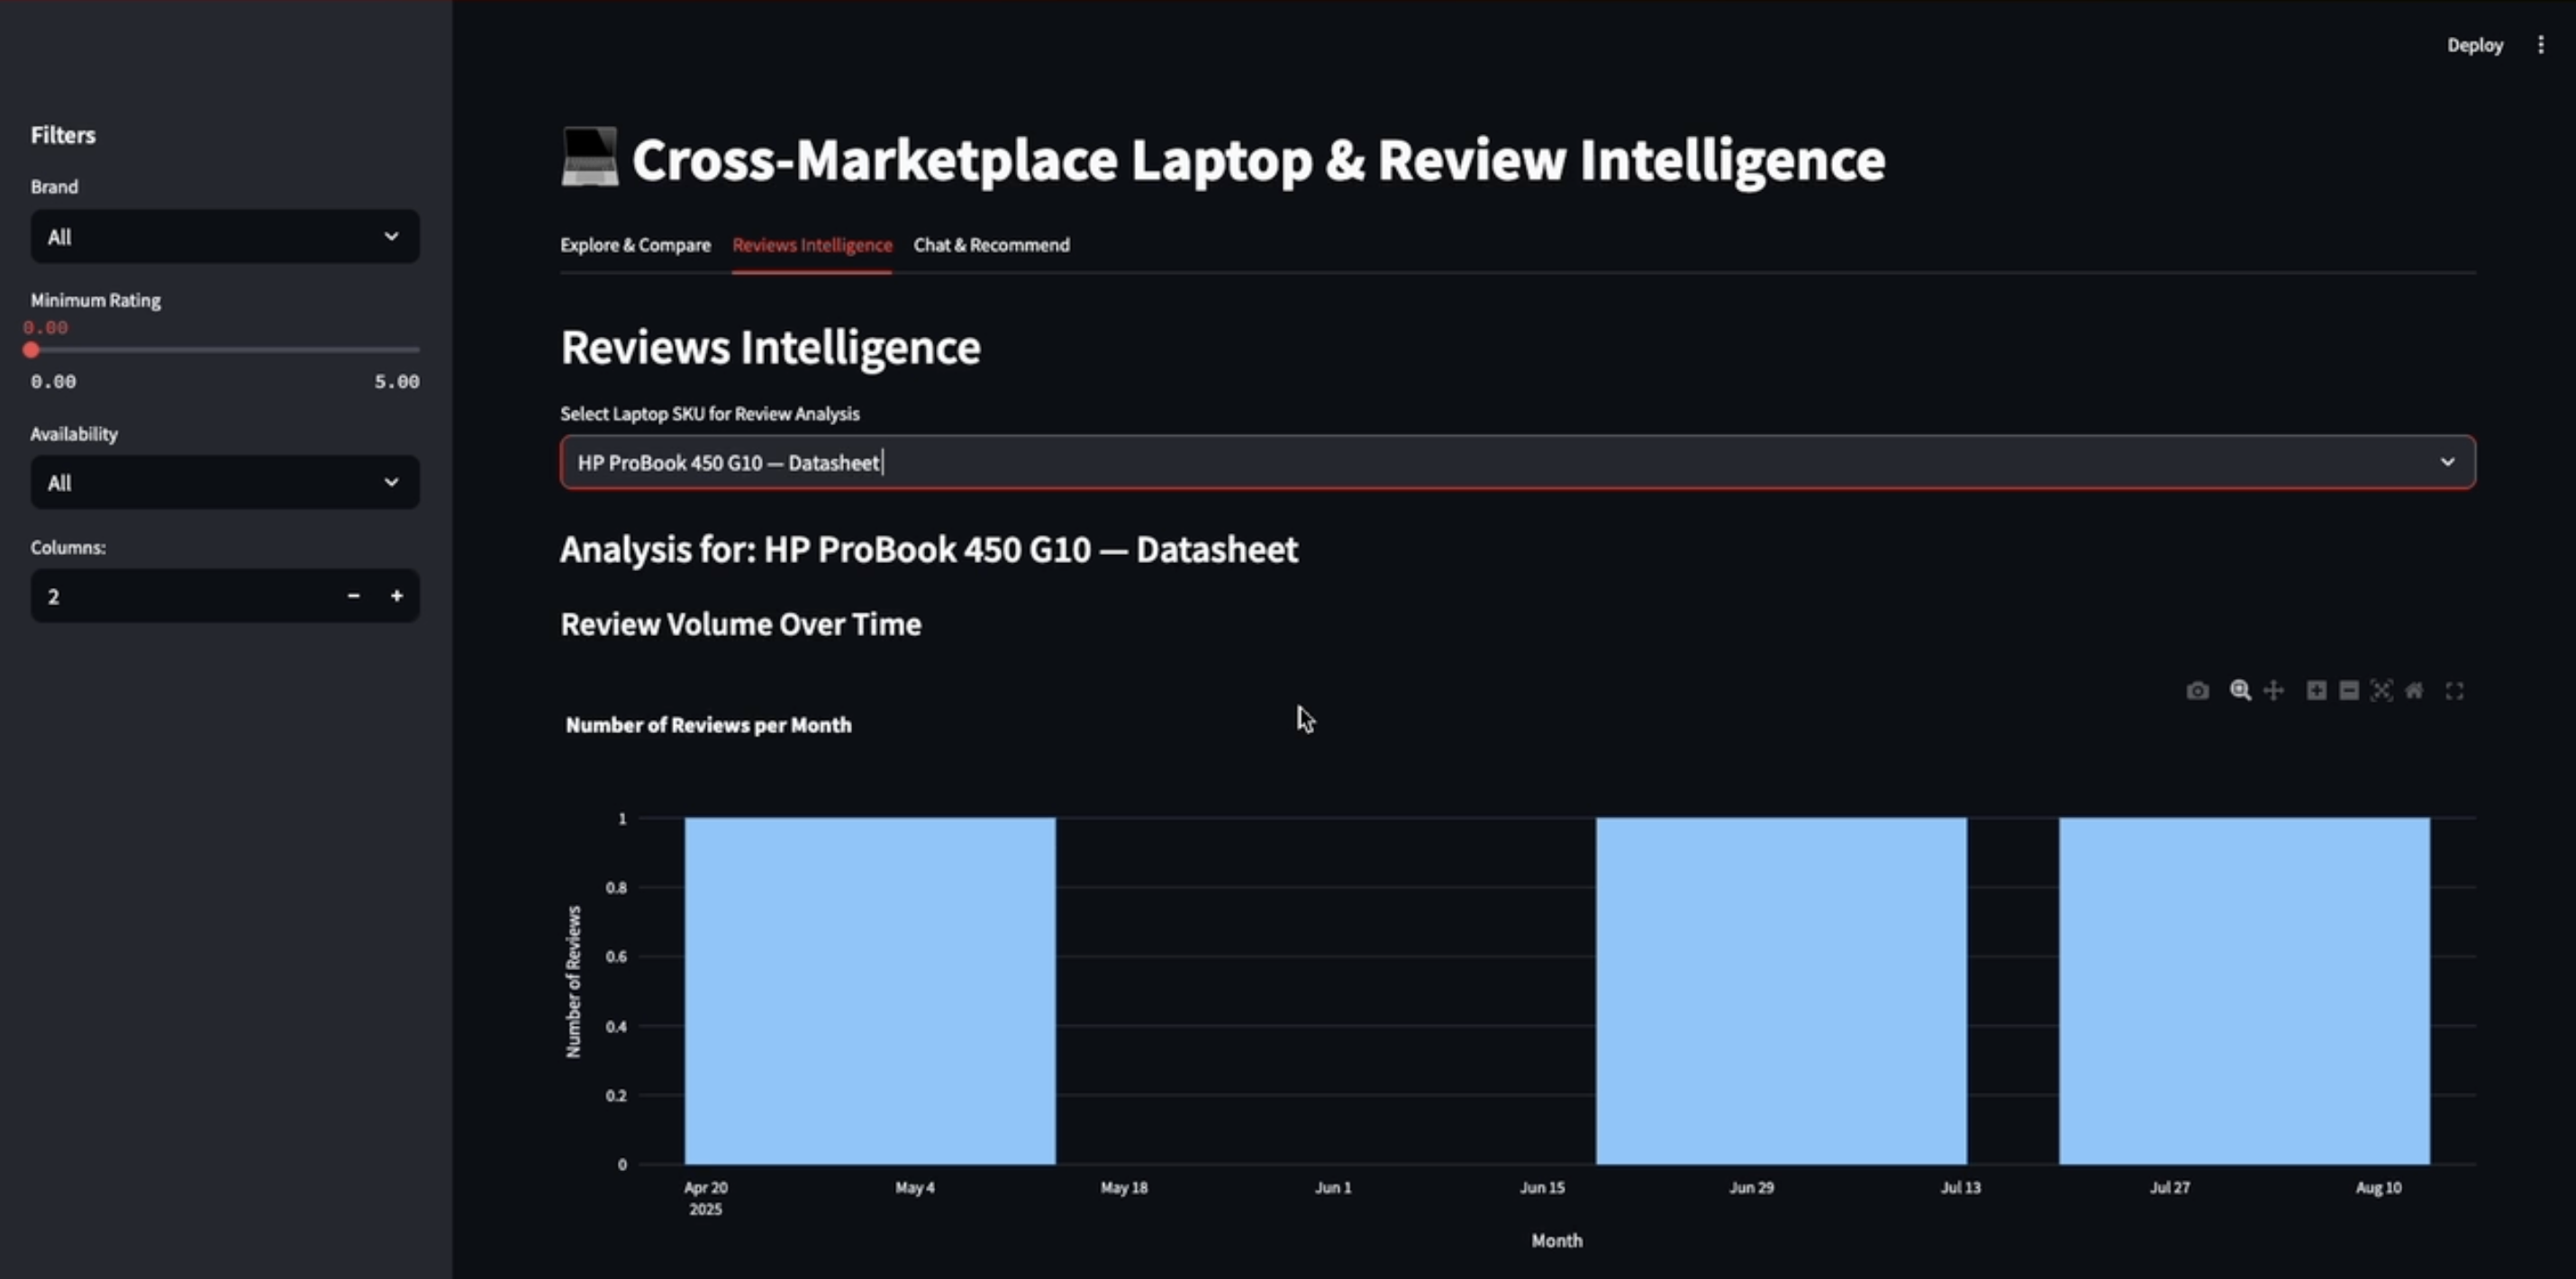 Deploy
Filters
Brand
All
Minimum Rating
0.00
0.00 5.00
Availability
All
Columns:
2
Cross-Marketplace Laptop & Review Intelligence
Explore & Compare Reviews Intelligence Chat & Recommend
Reviews Intelligence
Select Laptop SKU for Review Analysis
HP ProBook 450 G10 — Datasheet
Analysis for: HP ProBook 450 G10 — Datasheet
Review Volume Over Time
Number of Reviews per Month
Number of Reviews
1
0.8
0.6
0.4
0.2
0
Apr 20 May 4 May 18 Jun 1 Jun 15 Jun 29 Jul 13 Jul 27 Aug 10
2025
Month